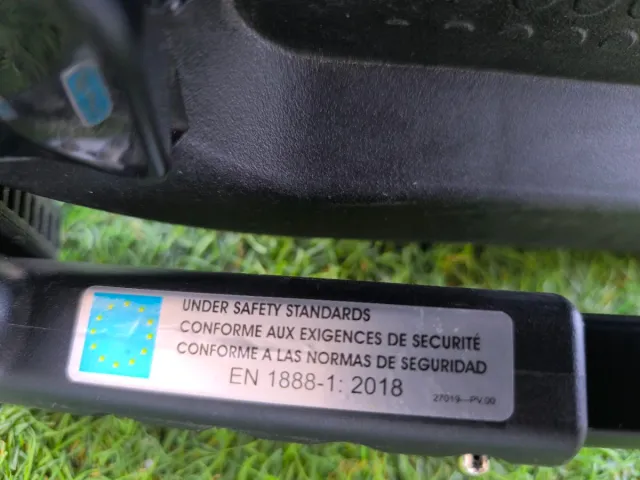 UNDER SAFETY STANDARDS
CONFORME AUX EXIGENCES DE SECURITÉ
CONFORME A LAS NORMAS DE SEGURIDAD
EN 1888-1: 2018
27019-PV.00